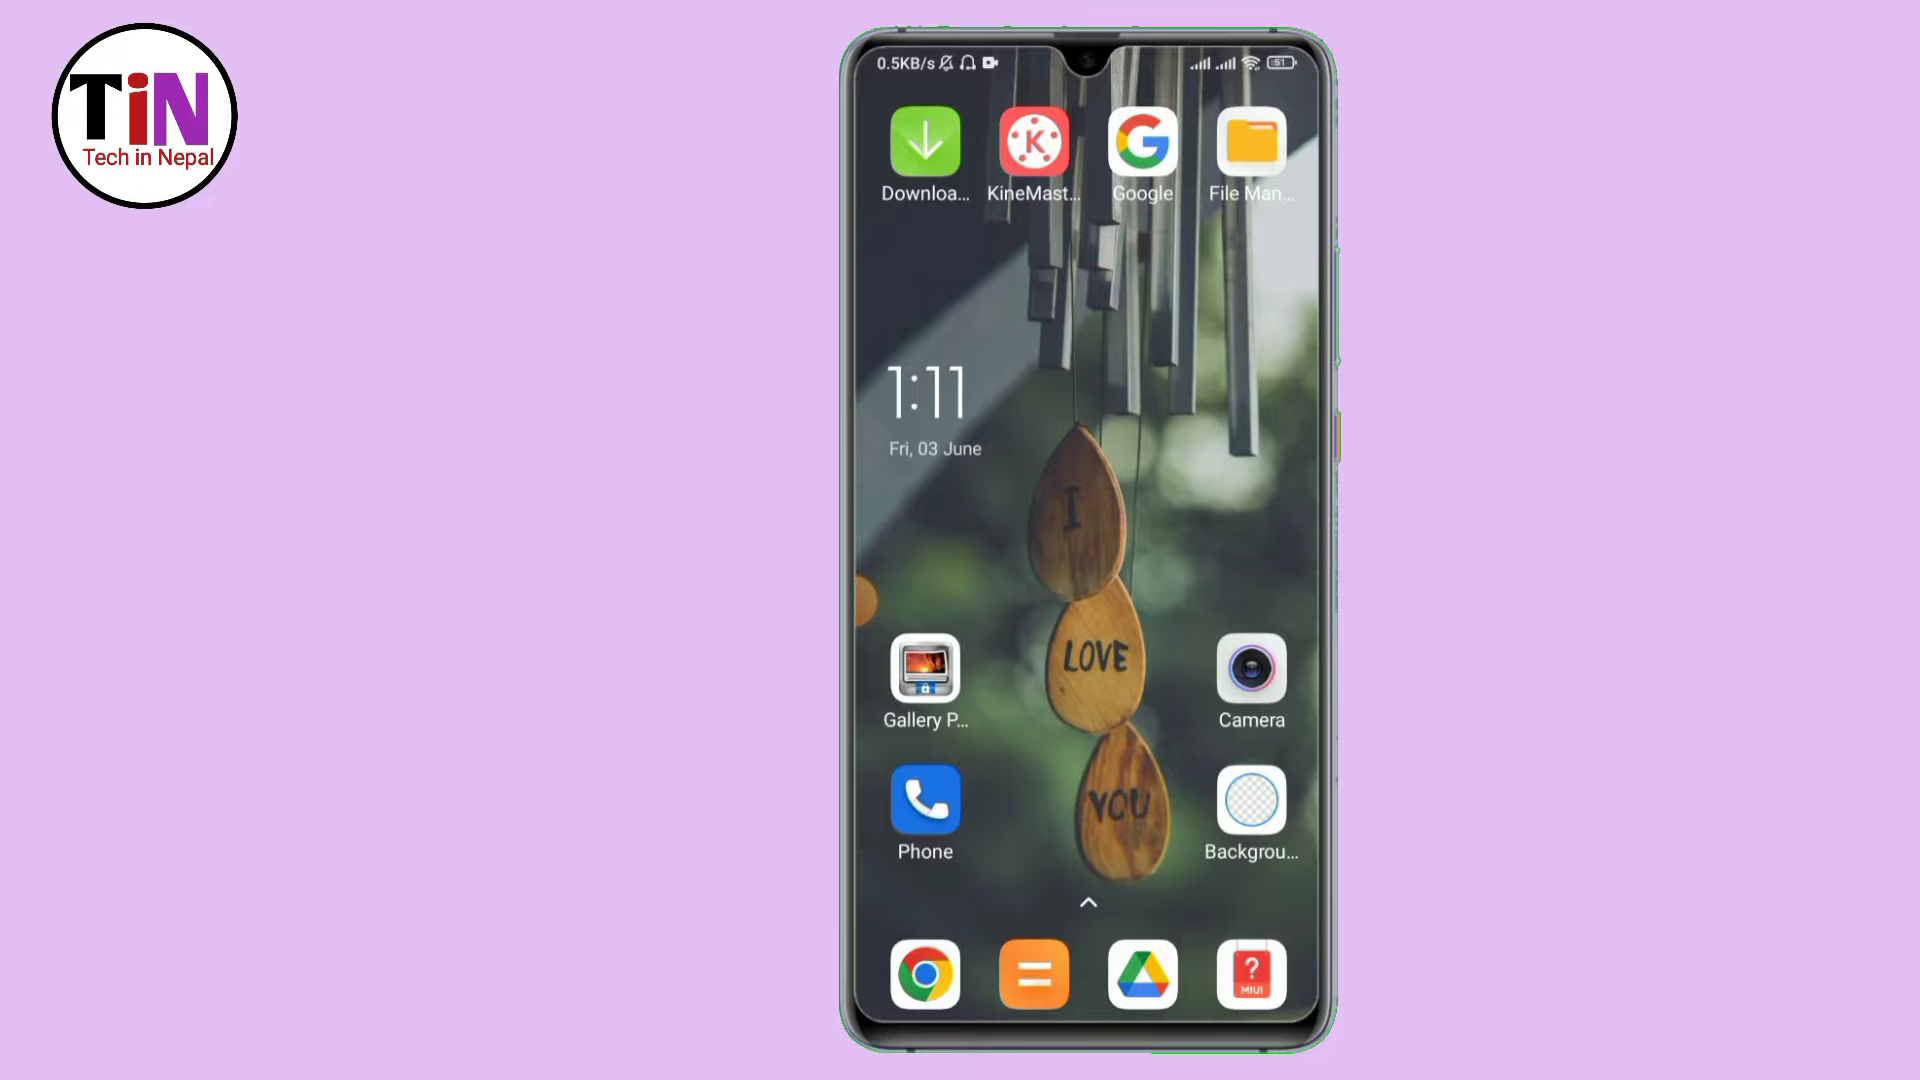 TiN
Tech in Nepal
0.5KB/s 51
Downloa... KineMast... Google File Man...
1:11
Fri, 03 June
I
LOVE
YOU
Gallery P... Camera
Phone Backgrou...
?
MIUI